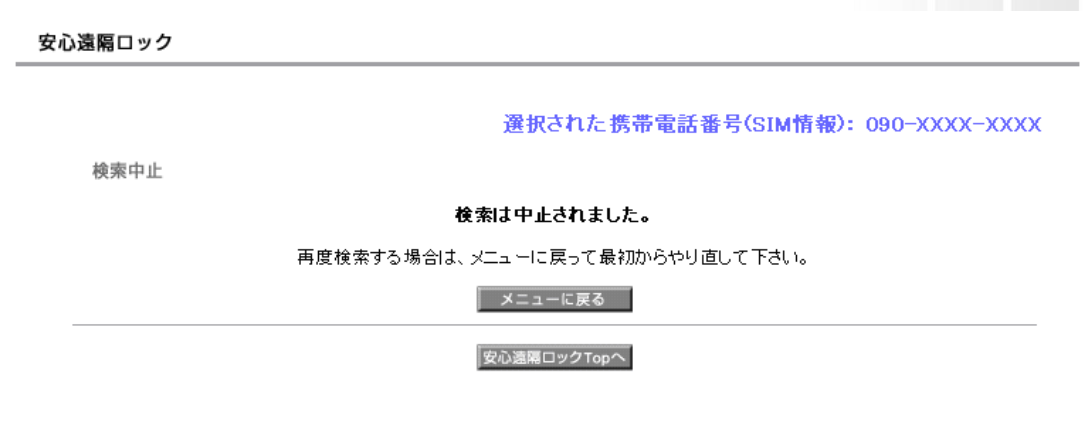 安心遠隔ロック
選択された携帯電話番号(SIM情報): 090-XXXX-XXXX
検索中止
検索は中止されました。
再度検索する場合は、メニューに戻って最初からやり直して下さい。
メニューに戻る
安心遠隔ロックTopへ